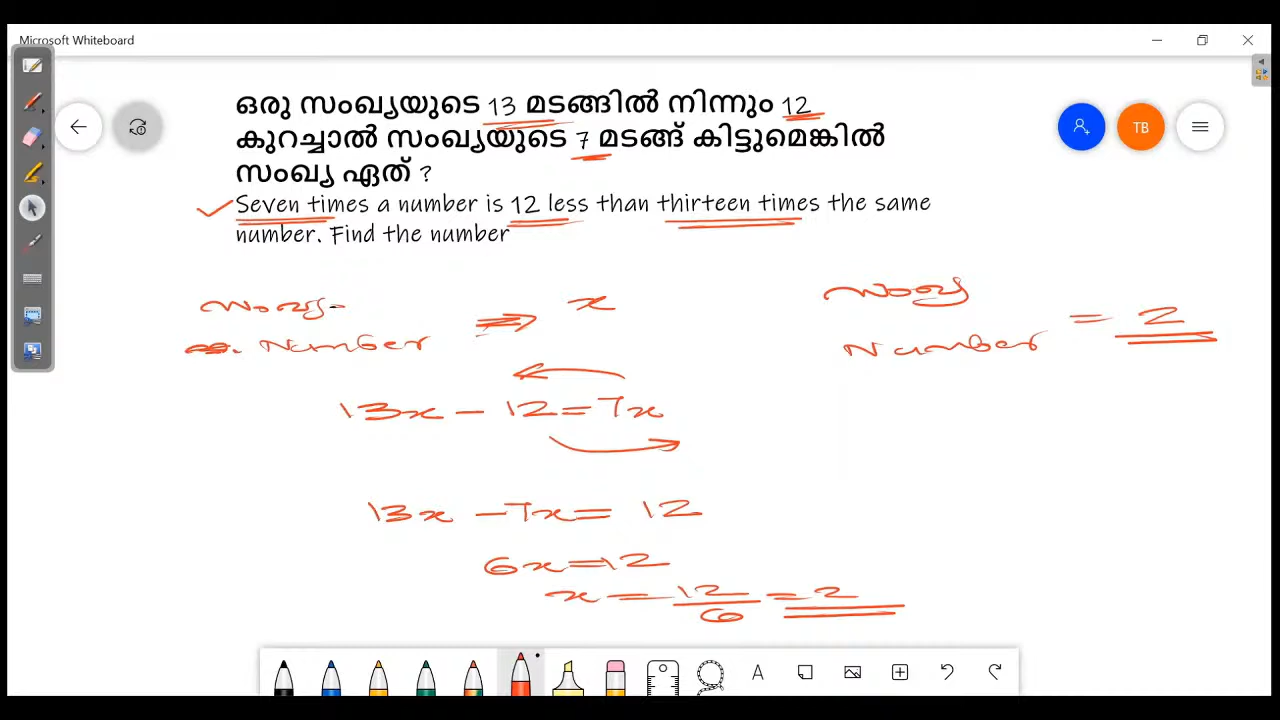 Microsoft Whiteboard
ഒരു സംഖ്യയുടെ 13 മടങ്ങിൽ നിന്നും 12
കുറച്ചാൽ സംഖ്യയുടെ 7 മടങ്ങ് കിട്ടുമെങ്കിൽ
സംഖ്യ ഏത് ?
Seven times a number is 12 less than thirteen times the same
number. Find the number
TB
സംഖ്യ
Number
x
സംഖ്യ
Number
= 2
13x - 12 = 7x
13x - 7x = 12
6x = 12
x = 12/6 = 2
A